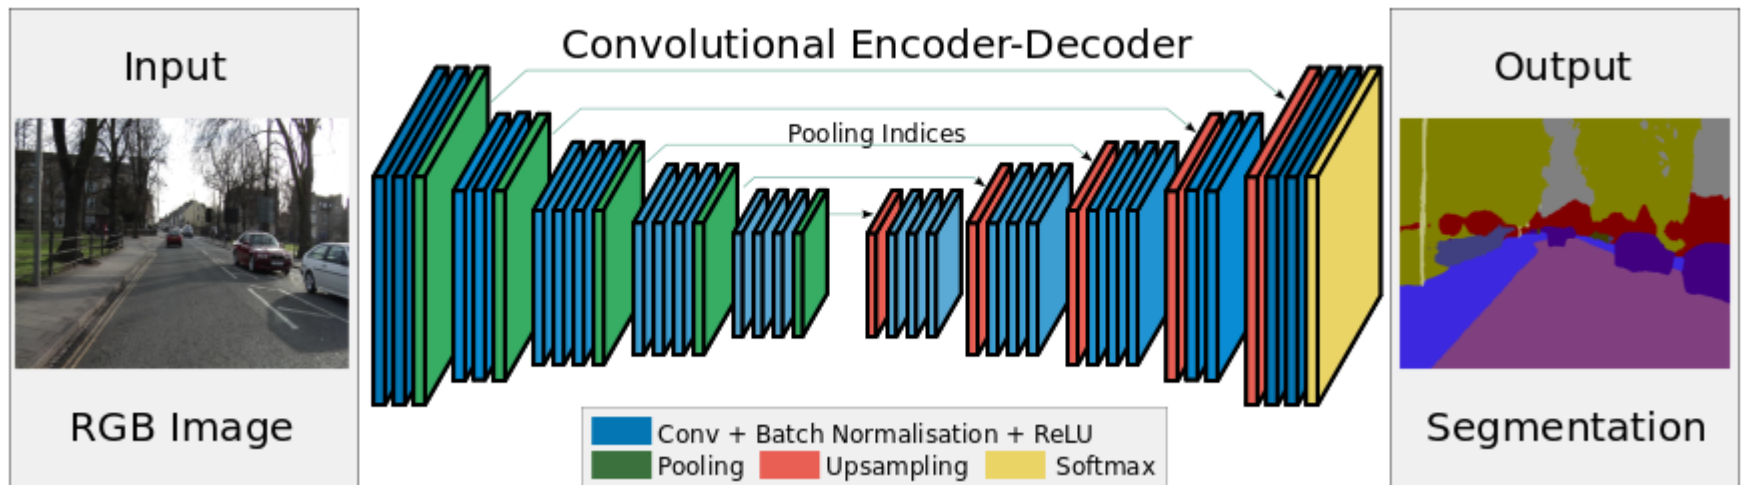 Input
RGB Image
Convolutional Encoder-Decoder
Pooling Indices
Conv + Batch Normalisation + ReLU
Pooling
Upsampling
Softmax
Output
Segmentation